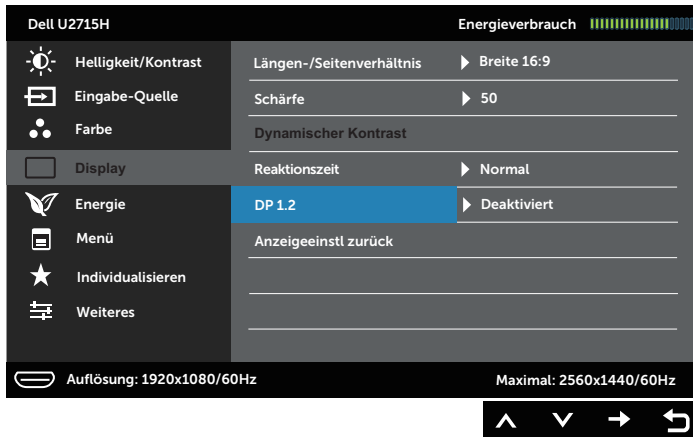 Dell U2715H Energieverbrauch
Helligkeit/Kontrast
Eingabe-Quelle
Farbe
Display
Energie
Menü
Individualisieren
Weiteres
Längen-/Seitenverhältnis Breite 16:9
Schärfe 50
Dynamischer Kontrast
Reaktionszeit Normal
DP 1.2 Deaktiviert
Anzeigeeinstl zurück
Auflösung: 1920x1080/60Hz Maximal: 2560x1440/60Hz